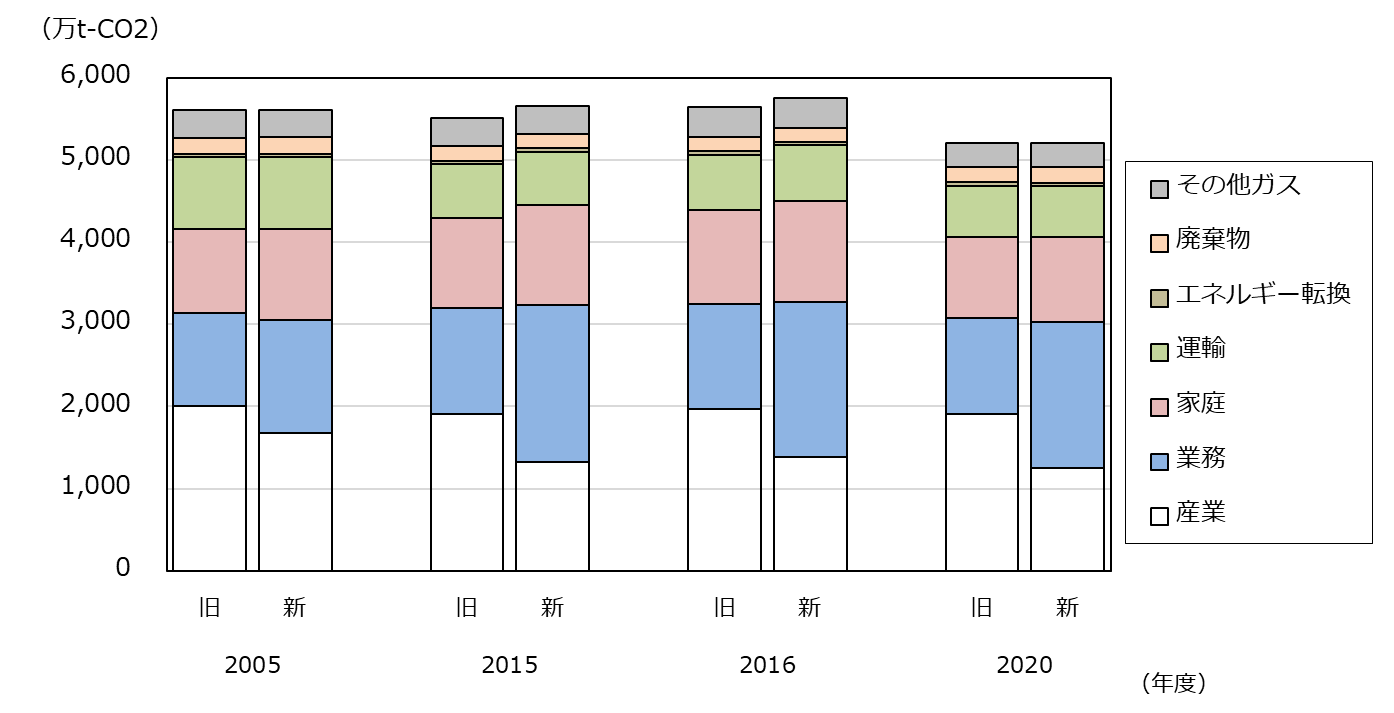 （万t-CO2）
6,000
5,000
4,000
3,000
2,000
1,000
0
旧 新 旧 新 旧 新 旧 新
2005 2015 2016 2020
（年度）
その他ガス
廃棄物
エネルギー転換
運輸
家庭
業務
産業